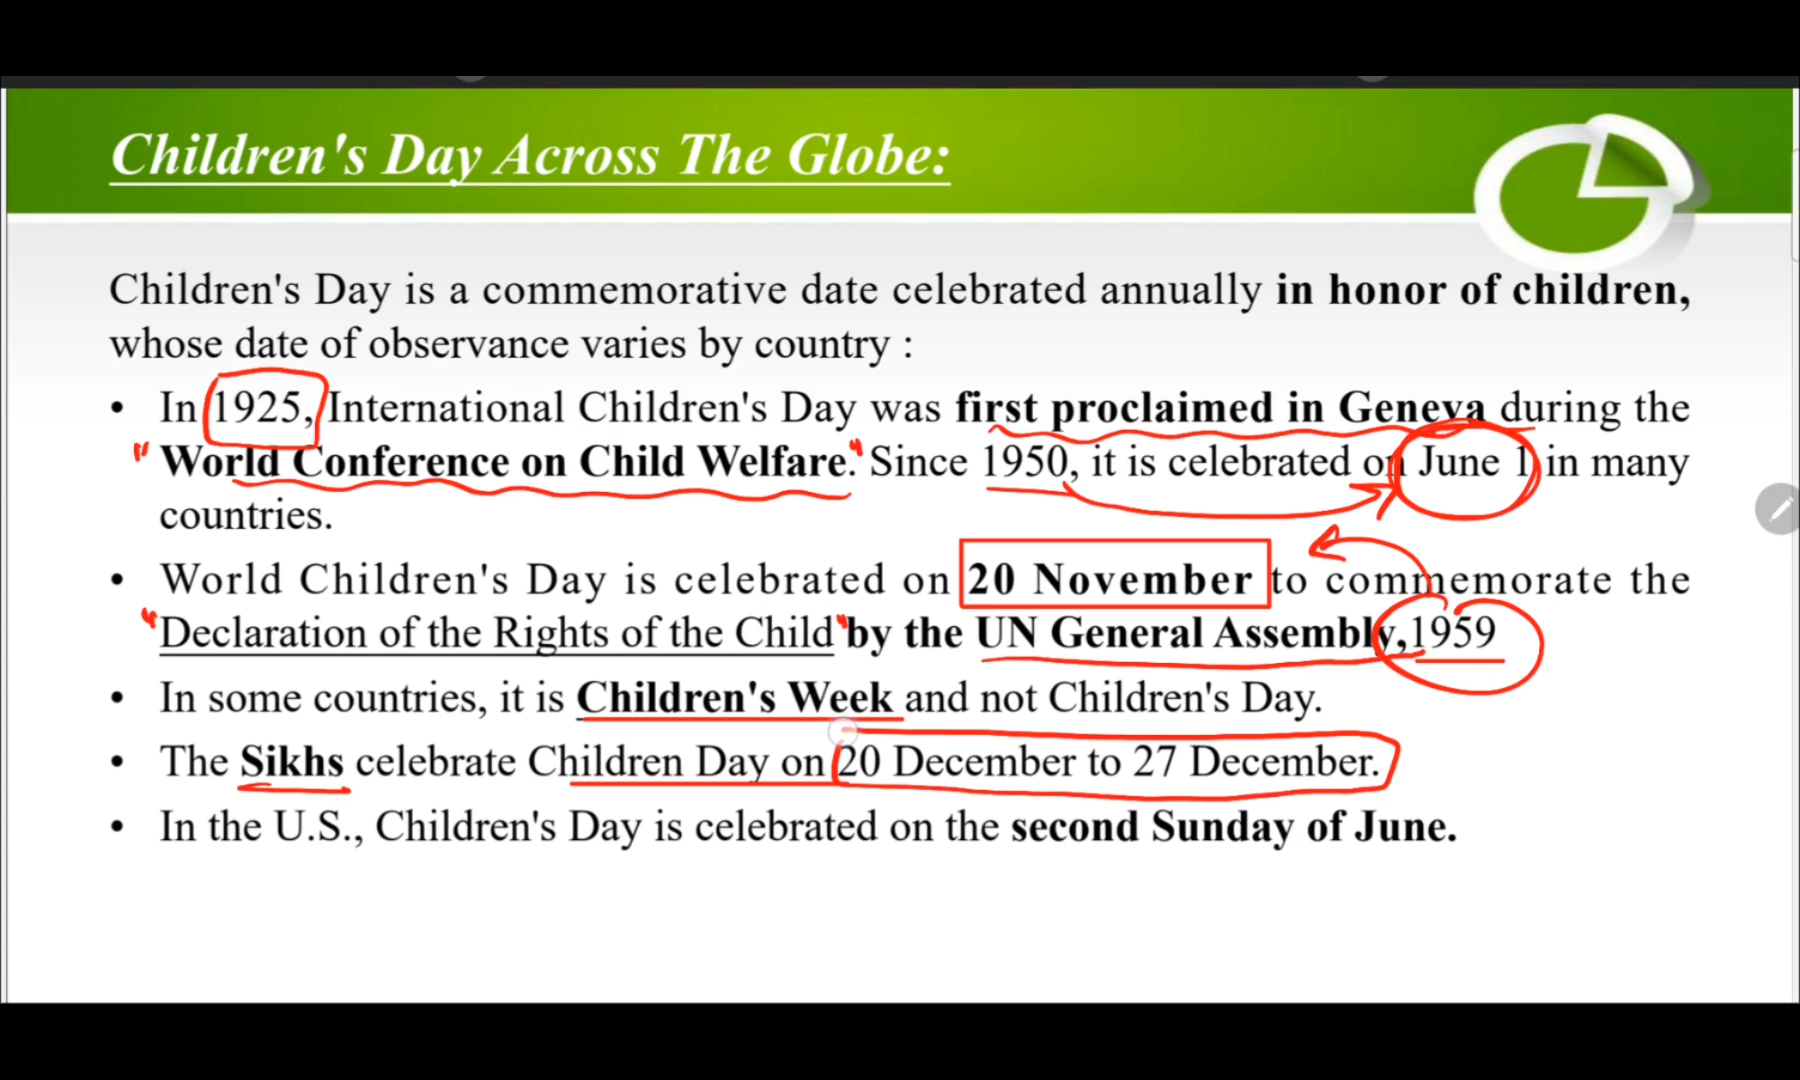 Children's Day Across The Globe:
Children's Day is a commemorative date celebrated annually in honor of children,
whose date of observance varies by country :
• In 1925, International Children's Day was first proclaimed in Geneva during the
" World Conference on Child Welfare." Since 1950, it is celebrated on June 1 in many
countries.
• World Children's Day is celebrated on 20 November to commemorate the
"Declaration of the Rights of the Child" by the UN General Assembly,1959
• In some countries, it is Children's Week and not Children's Day.
• The Sikhs celebrate Children Day on 20 December to 27 December.
• In the U.S., Children's Day is celebrated on the second Sunday of June.